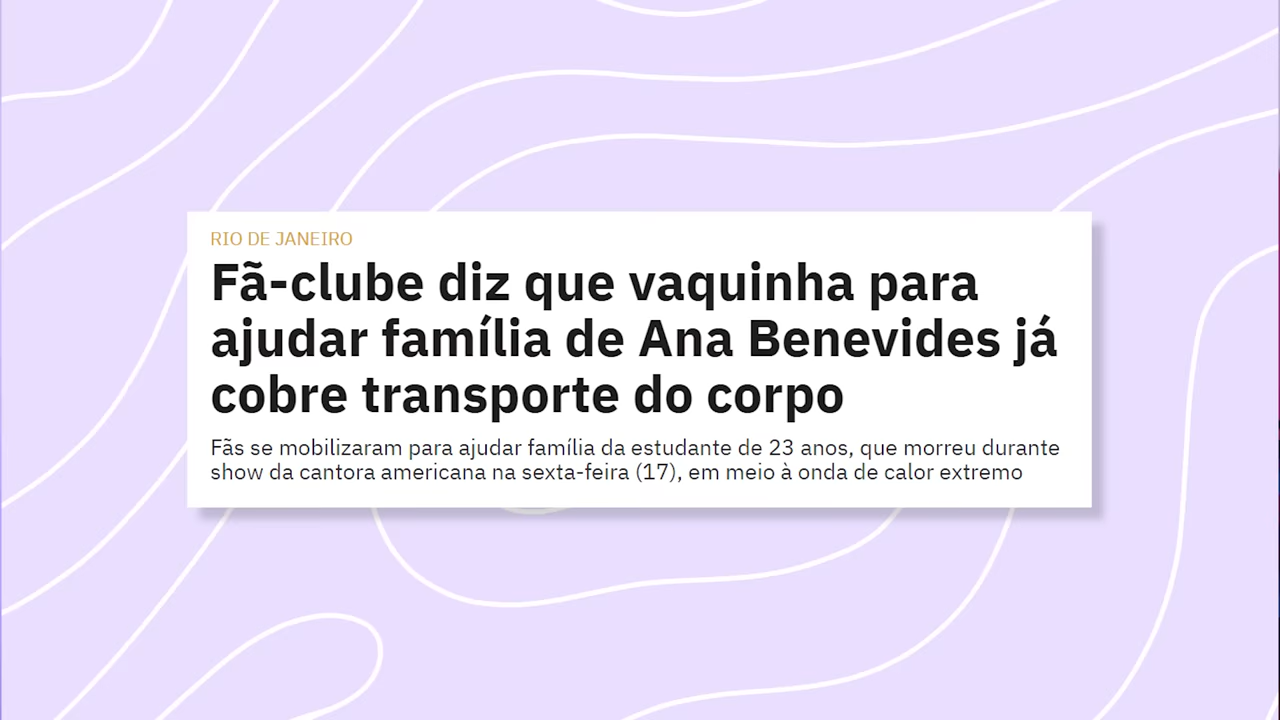 RIO DE JANEIRO
Fã-clube diz que vaquinha para
ajudar família de Ana Benevides já
cobre transporte do corpo
Fãs se mobilizaram para ajudar família da estudante de 23 anos, que morreu durante
show da cantora americana na sexta-feira (17), em meio à onda de calor extremo